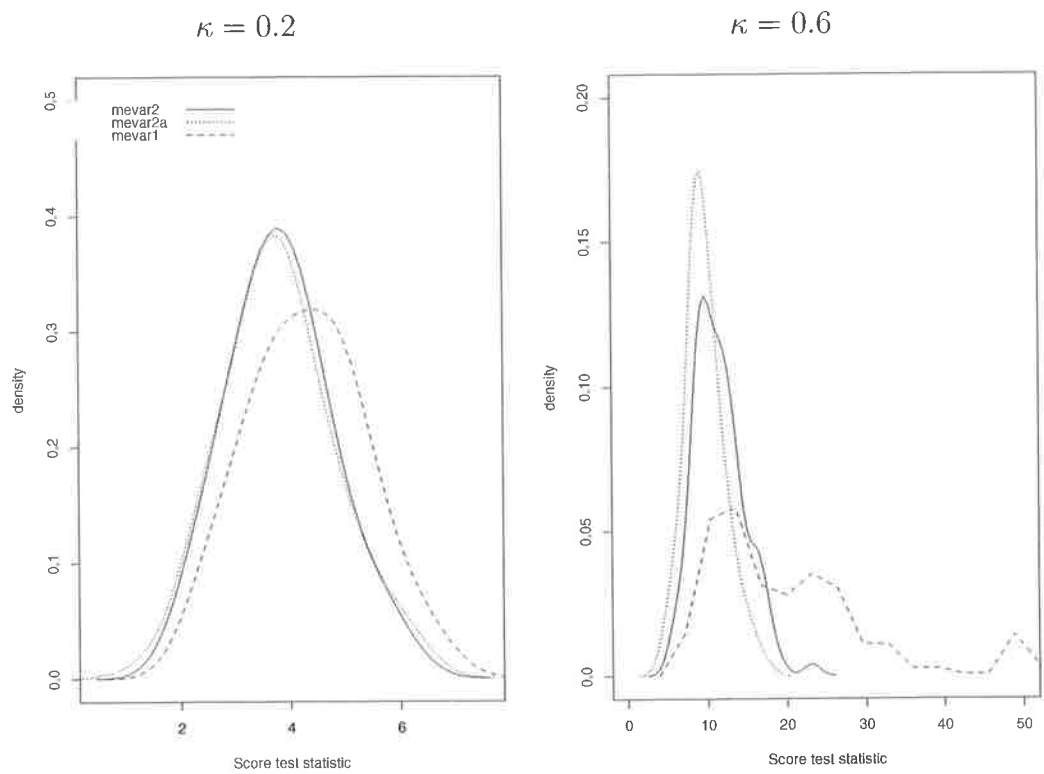 κ = 0.2
κ = 0.6
mevar2
mevar2a
mevar1
density
0.0
0.1
0.2
0.3
0.4
0.5
2
4
6
Score test statistic
density
0.0
0.05
0.10
0.15
0.20
0
10
20
30
40
50
Score test statistic